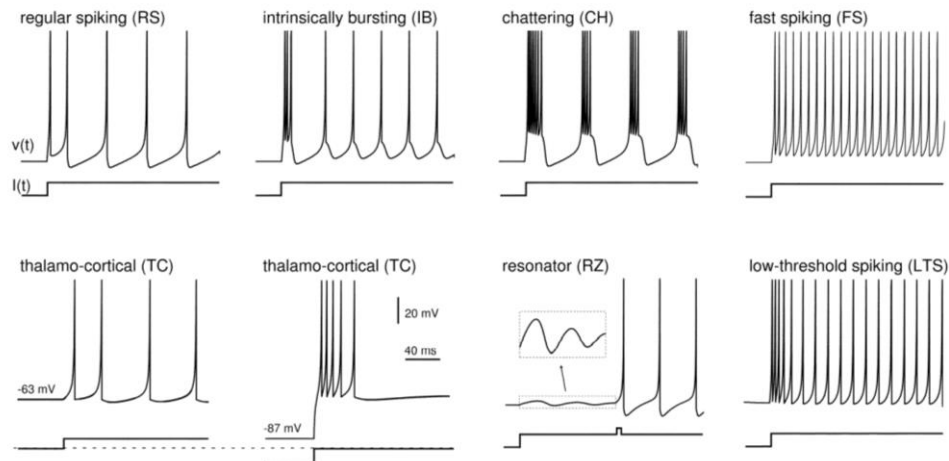 regular spiking (RS)
intrinsically bursting (IB)
chattering (CH)
fast spiking (FS)
v(t)
I(t)
thalamo-cortical (TC)
thalamo-cortical (TC)
resonator (RZ)
low-threshold spiking (LTS)
20 mV
40 ms
-63 mV
-87 mV